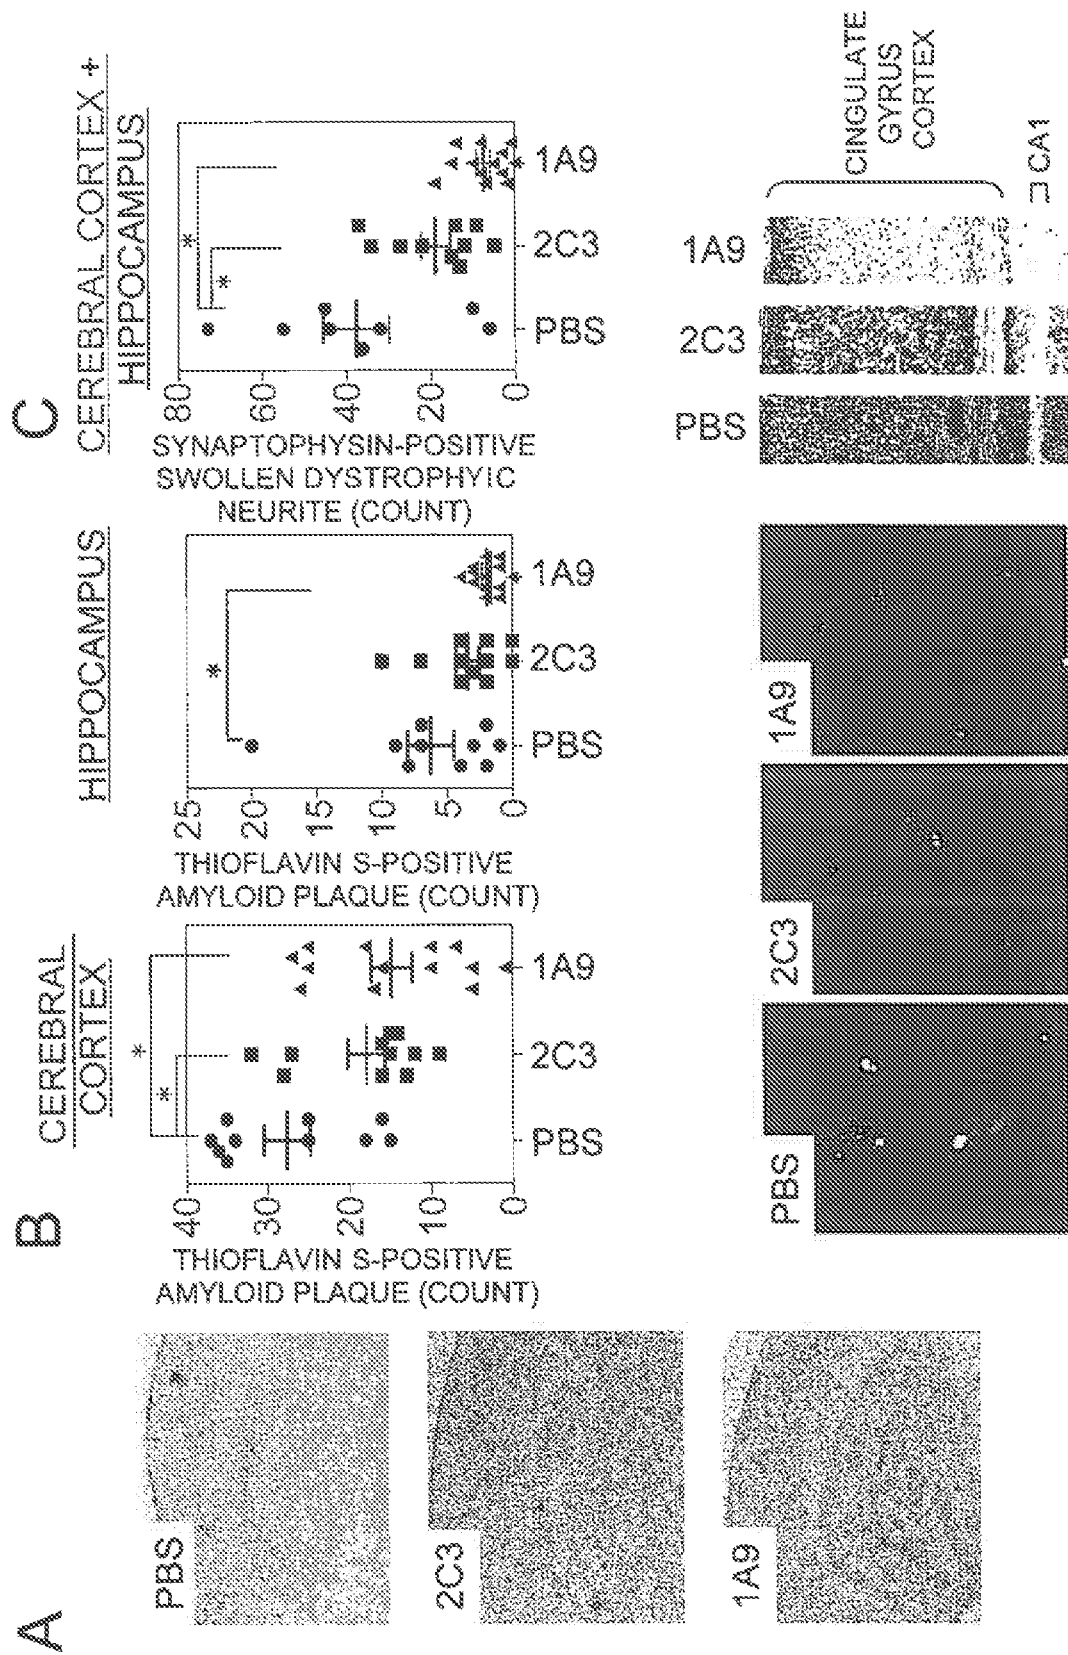 A
PBS
2C3
1A9
B
CEREBRAL
CORTEX
*
*
40
30
20
10
0
THIOFLAVIN S-POSITIVE
AMYLOID PLAQUE (COUNT)
PBS
2C3
1A9
HIPPOCAMPUS
*
25
20
15
10
5
0
THIOFLAVIN S-POSITIVE
AMYLOID PLAQUE (COUNT)
PBS
2C3
1A9
PBS
2C3
1A9
C
CEREBRAL CORTEX +
HIPPOCAMPUS
*
*
80
60
40
20
0
SYNAPTOPHYSIN-POSITIVE
SWOLLEN DYSTROPHYIC
NEURITE (COUNT)
PBS
2C3
1A9
PBS
2C3
1A9
CINGULATE
GYRUS
CORTEX
CA1